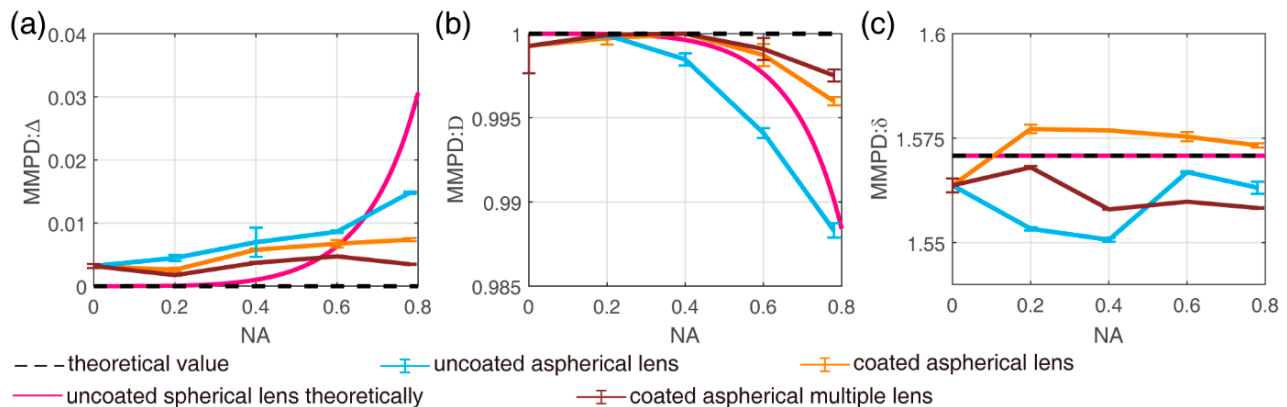 (a)
0.04
0.03
0.02
0.01
0
0 0.2 0.4 0.6 0.8
MMPD:Δ
NA
(b)
1
0.995
0.99
0.985
0 0.2 0.4 0.6 0.8
MMPD:D
NA
(c)
1.6
1.575
1.55
0 0.2 0.4 0.6 0.8
MMPD:δ
NA
theoretical value
uncoated aspherical lens
coated aspherical lens
uncoated spherical lens theoretically
coated aspherical multiple lens